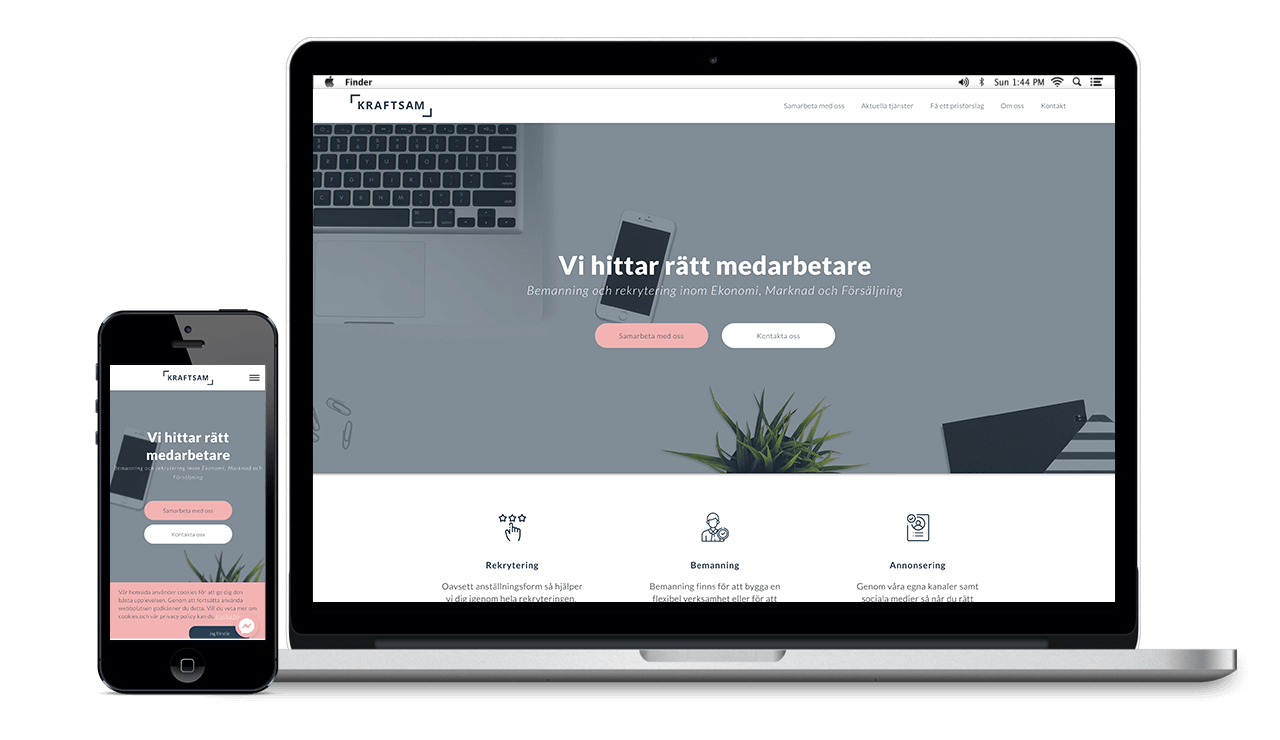 Finder
Sun 1:44 PM
KRAFTSAM
Samarbeta med oss Aktuella tjänster Få ett prisförslag Om oss Kontakt
Vi hittar rätt medarbetare
Bemanning och rekrytering inom Ekonomi, Marknad och Försäljning
Samarbeta med oss
Kontakta oss
Rekrytering
Oavsett anställningsform så hjälper
vi dig igenom hela rekryteringen,
Bemanning
Bemanning finns för att bygga en
flexibel verksamhet eller för att
Annonsering
Genom våra egna kanaler samt
sociala medier så når du rätt
KRAFTSAM
Vi hittar rätt
medarbetare
Bemanning och rekrytering inom Ekonomi, Marknad och
Försäljning
Samarbeta med oss
Kontakta oss
Vår hemsida använder cookies för att ge dig den
bästa upplevelsen. Genom att fortsätta använda
webbplatsen godkänner du detta. Vill du veta mer om
cookies och vår privacy policy kan du
Jag förstår